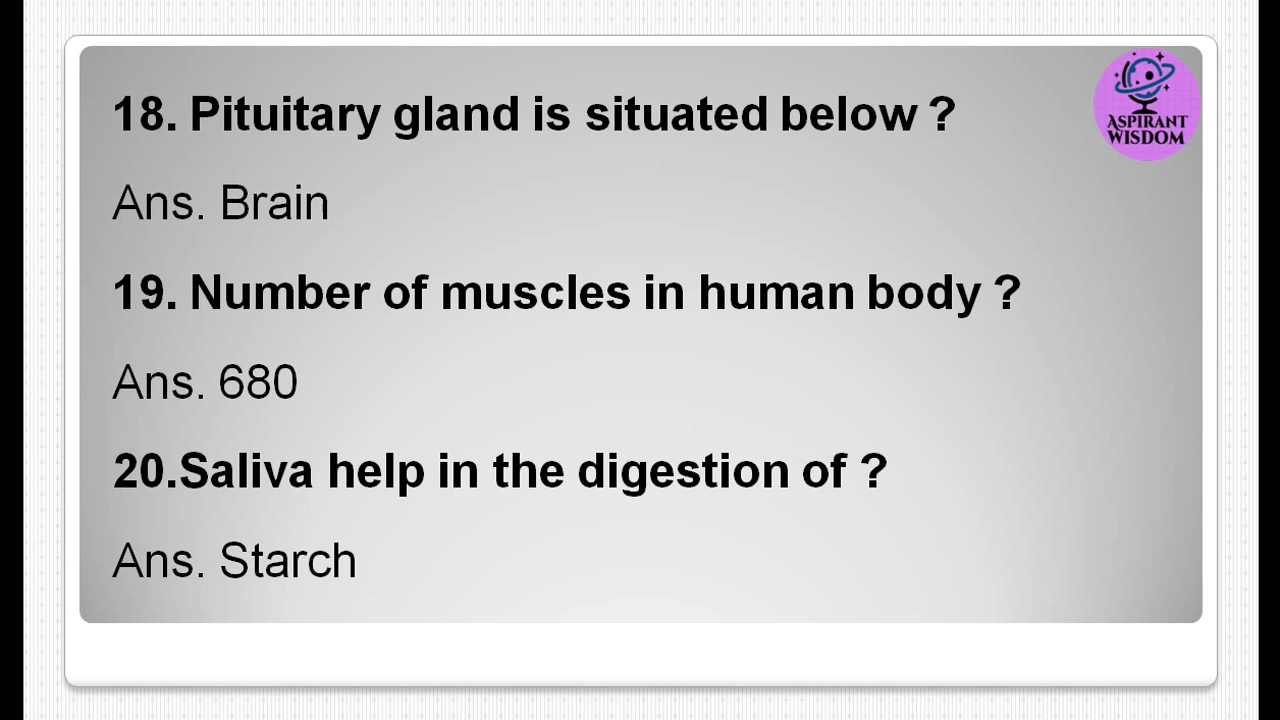 18. Pituitary gland is situated below ?
Ans. Brain
19. Number of muscles in human body ?
Ans. 680
20.Saliva help in the digestion of ?
Ans. Starch
ASPIRANT
WISDOM